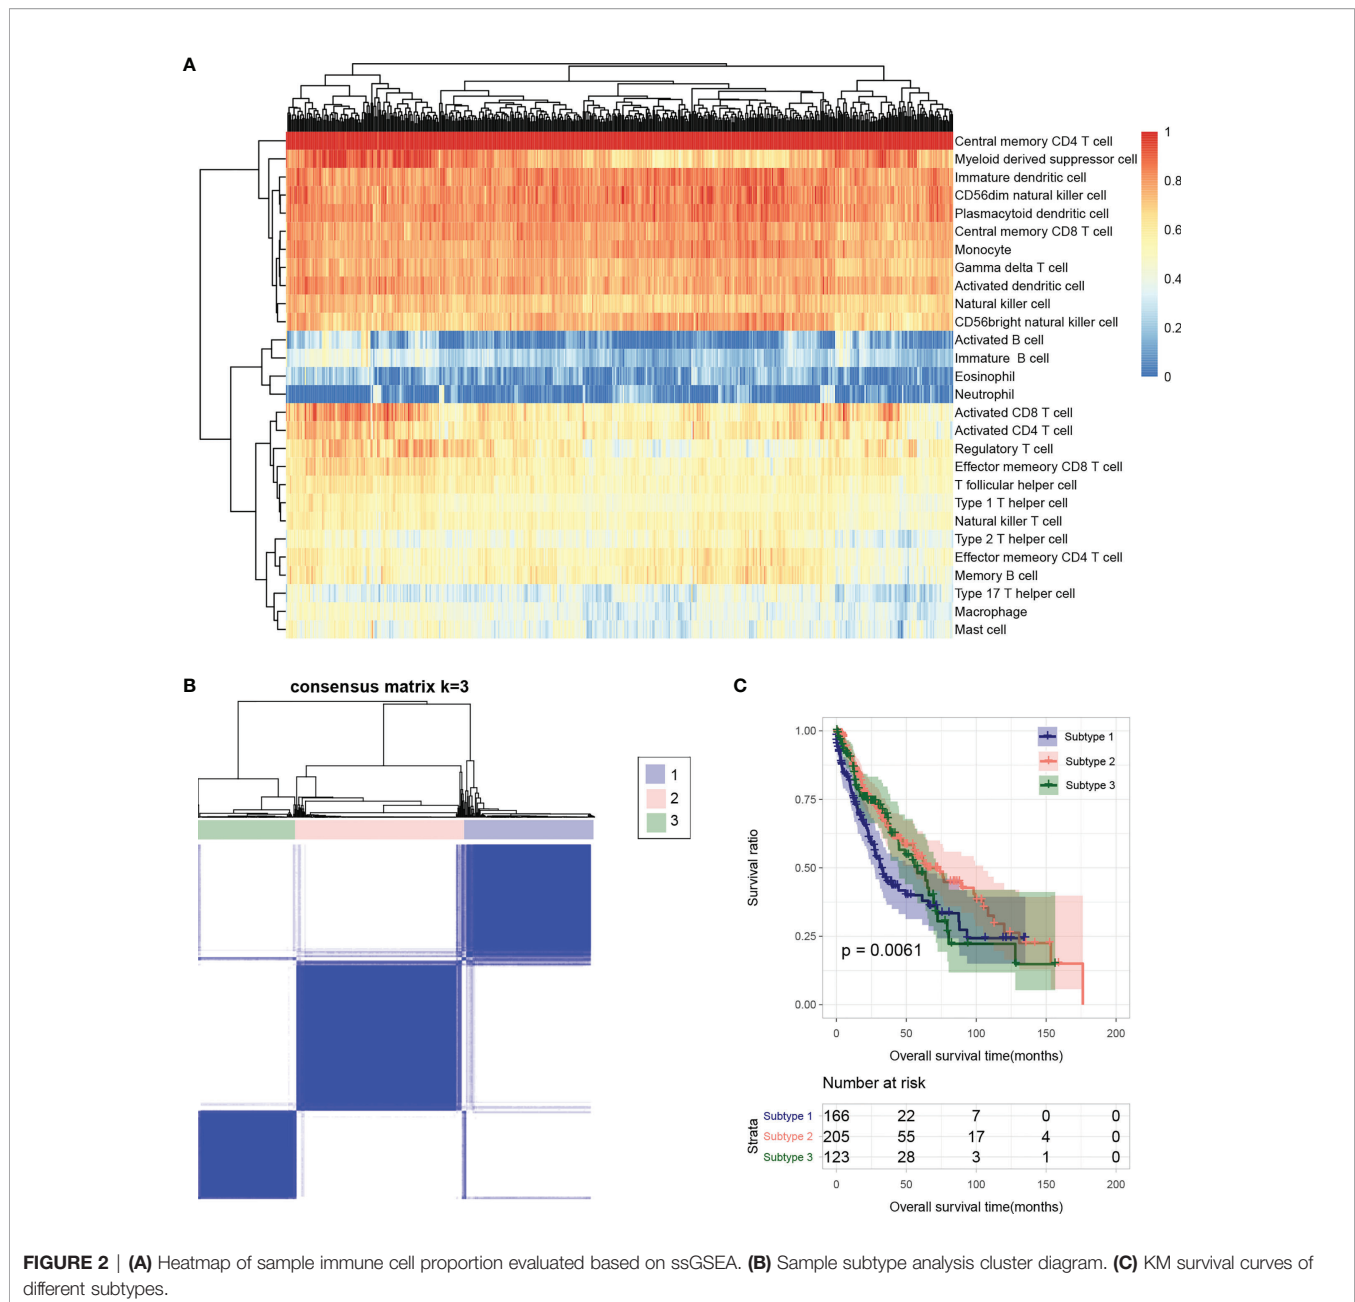 A
Central memory CD4 T cell
Myeloid derived suppressor cell
Immature dendritic cell
CD56dim natural killer cell
Plasmacytoid dendritic cell
Central memory CD8 T cell
Monocyte
Gamma delta T cell
Activated dendritic cell
Natural killer cell
CD56bright natural killer cell
Activated B cell
Immature B cell
Eosinophil
Neutrophil
Activated CD8 T cell
Activated CD4 T cell
Regulatory T cell
Effector memeory CD8 T cell
T follicular helper cell
Type 1 T helper cell
Natural killer T cell
Type 2 T helper cell
Effector memeory CD4 T cell
Memory B cell
Type 17 T helper cell
Macrophage
Mast cell
1
0.8
0.6
0.4
0.2
0
B
consensus matrix k=3
1
2
3
C
Survival ratio
1.00
0.75
0.50
0.25
0.00
Subtype 1
Subtype 2
Subtype 3
p = 0.0061
0 50 100 150 200
Overall survival time(months)
Number at risk
Strata
Subtype 1 166 22 7 0 0
Subtype 2 205 55 17 4 0
Subtype 3 123 28 3 1 0
0 50 100 150 200
Overall survival time(months)
FIGURE 2 | (A) Heatmap of sample immune cell proportion evaluated based on ssGSEA. (B) Sample subtype analysis cluster diagram. (C) KM survival curves of
different subtypes.